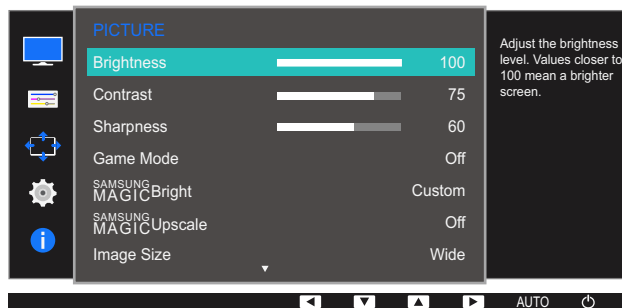 PICTURE
Brightness 100
Contrast 75
Sharpness 60
Game Mode Off
SAMSUNG MAGIC Bright Custom
SAMSUNG MAGIC Upscale Off
Image Size Wide
Adjust the brightness
level. Values closer to
100 mean a brighter
screen.
AUTO